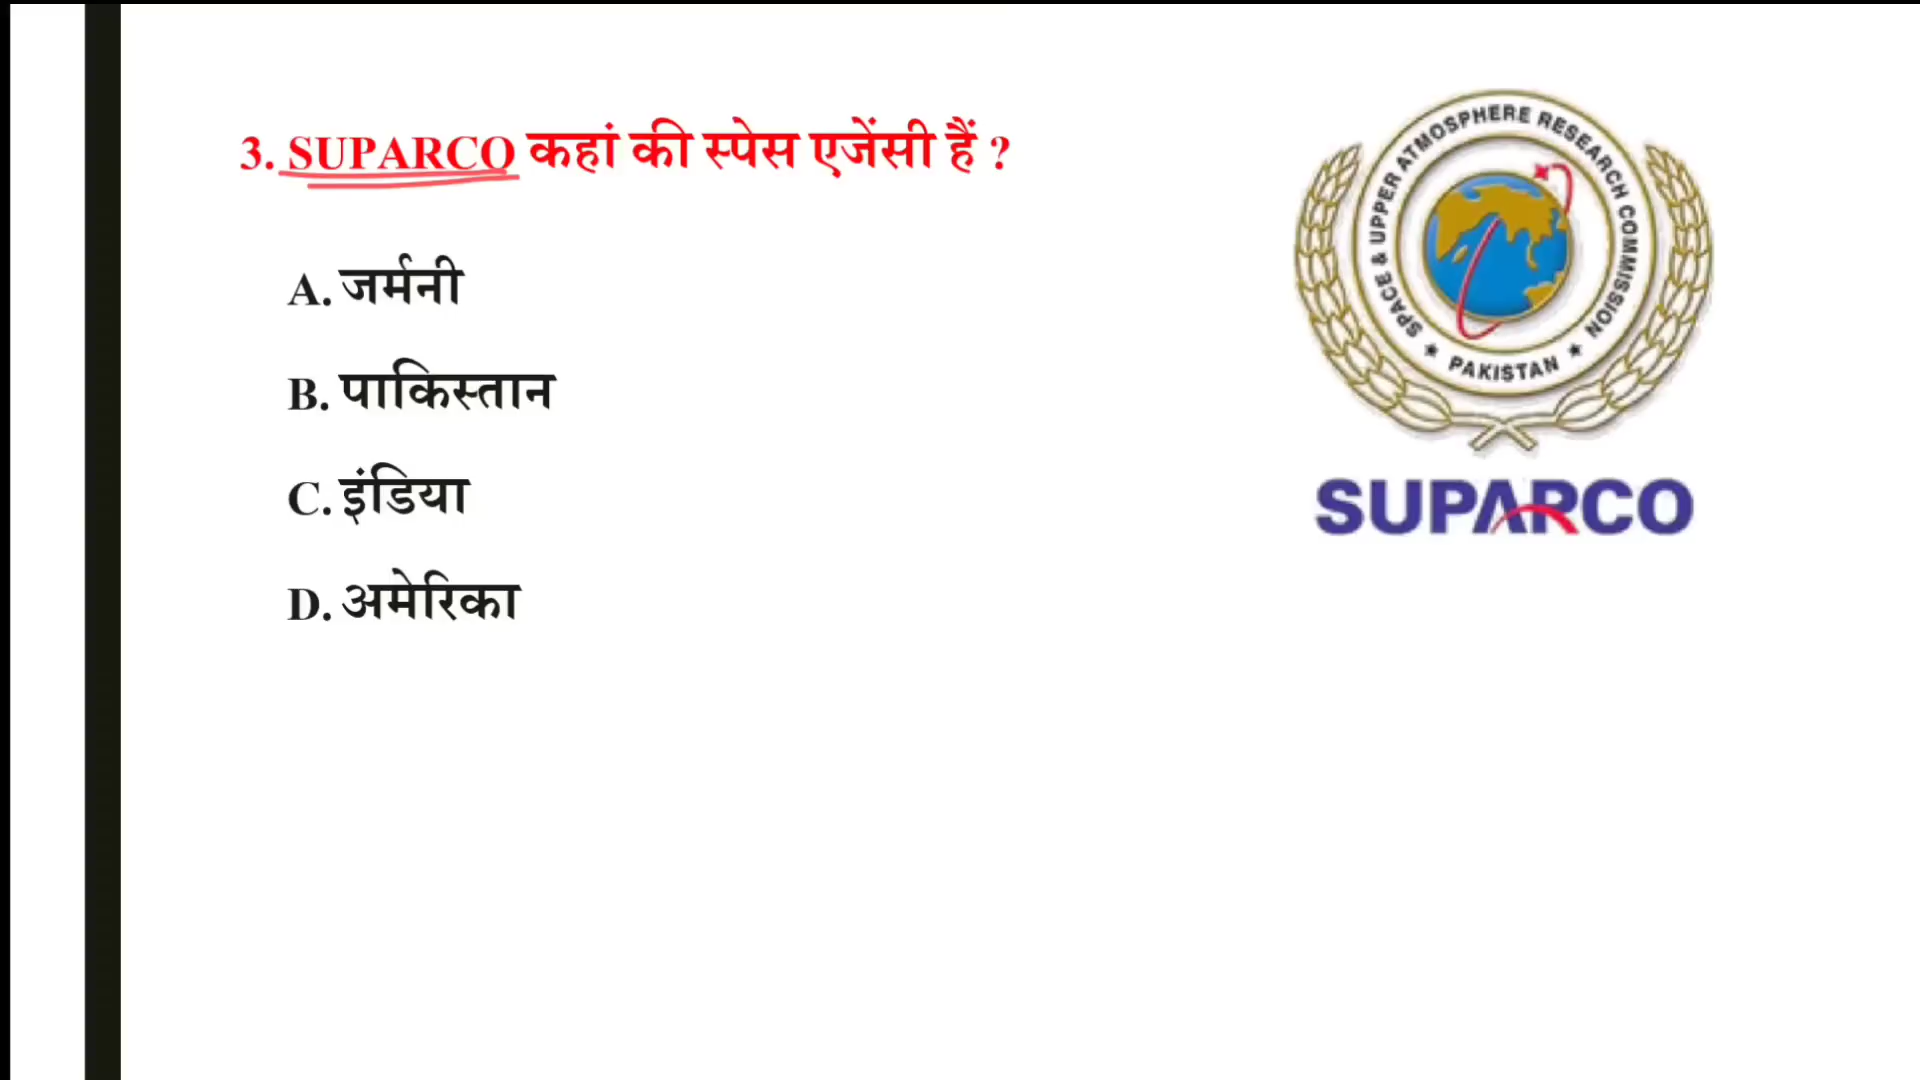 3. SUPARCO कहां की स्पेस एजेंसी हैं ?
A. जर्मनी
B. पाकिस्तान
C. इंडिया
D. अमेरिका
SPACE & UPPER ATMOSPHERE RESEARCH COMMISSION
★ PAKISTAN ★
SUPARCO